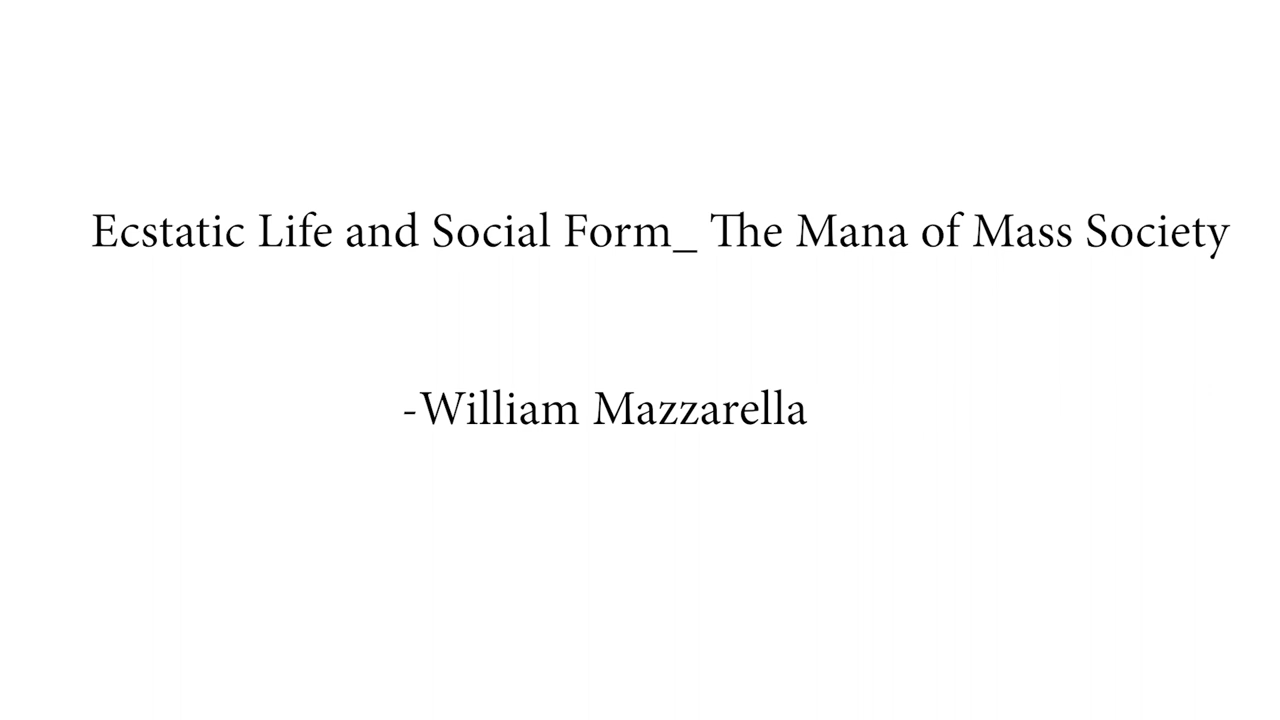 Ecstatic Life and Social Form_ The Mana of Mass Society
-William Mazzarella